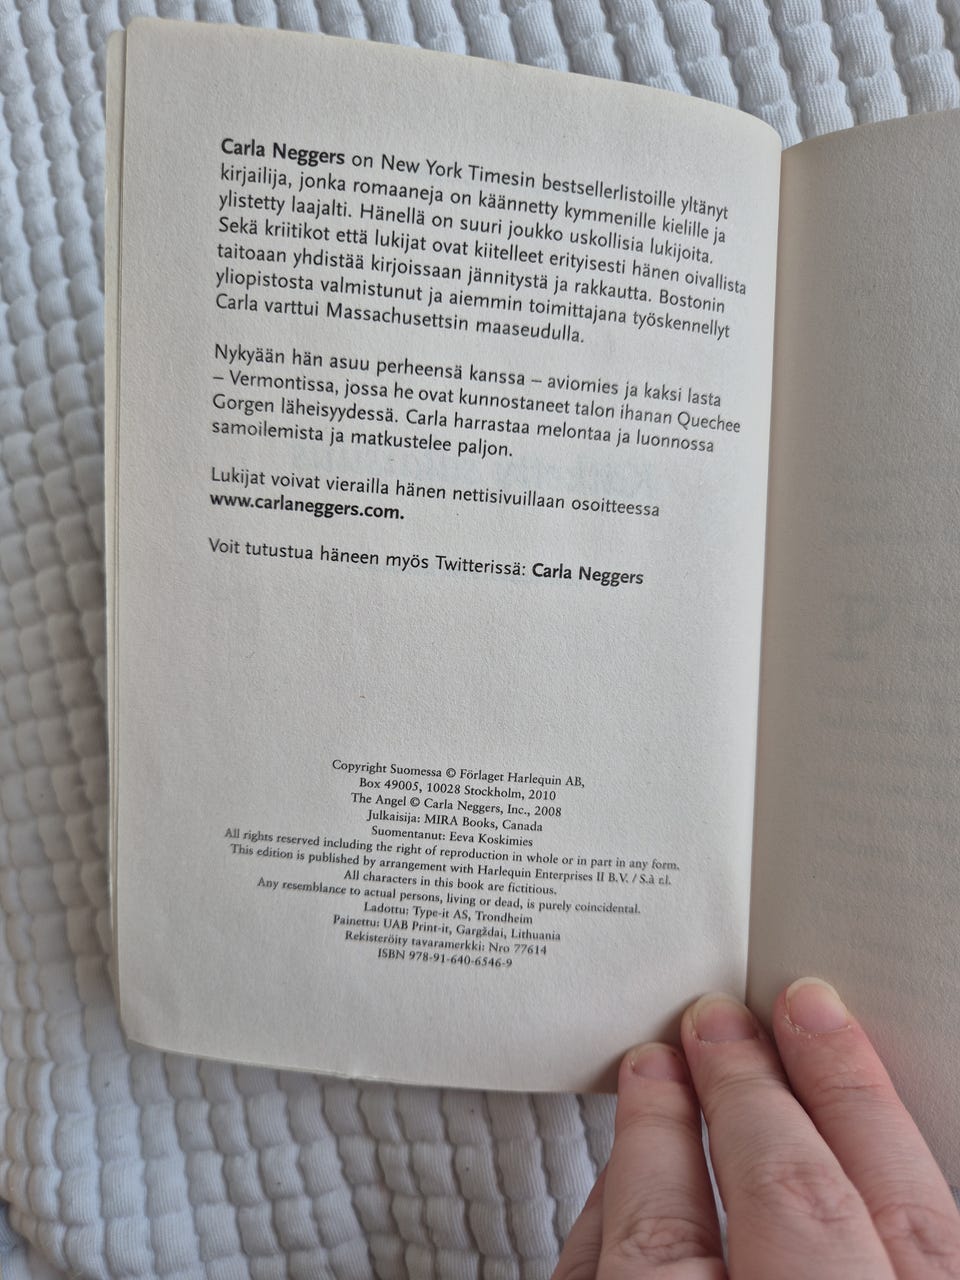 Carla Neggers on New York Timesin bestsellerlistoille yltänyt
kirjailija, jonka romaaneja on käännetty kymmenille kielille ja
ylistetty laajalti. Hänellä on suuri joukko uskollisia lukijoita.
Sekä kriitikot että lukijat ovat kiitelleet erityisesti hänen oivallista
taitoaan yhdistää kirjoissaan jännitystä ja rakkautta. Bostonin
yliopistosta valmistunut ja aiemmin toimittajana työskennellyt
Carla varttui Massachusettsin maaseudulla.
Nykyään hän asuu perheensä kanssa – aviomies ja kaksi lasta
– Vermontissa, jossa he ovat kunnostaneet talon ihanan Quechee
Gorgen läheisyydessä. Carla harrastaa melontaa ja luonnossa
samoilemista ja matkustelee paljon.
Lukijat voivat vierailla hänen nettisivuillaan osoitteessa
www.carlaneggers.com.
Voit tutustua häneen myös Twitterissä: Carla Neggers
Copyright Suomessa © Förlaget Harlequin AB,
Box 49005, 10028 Stockholm, 2010
The Angel © Carla Neggers, Inc., 2008
Julkaisija: MIRA Books, Canada
Suomentanut: Eeva Koskimies
All rights reserved including the right of reproduction in whole or in part in any form.
This edition is published by arrangement with Harlequin Enterprises II B.V. / S.à r.l.
All characters in this book are fictitious.
Any resemblance to actual persons, living or dead, is purely coincidental.
Ladottu: Type-it AS, Trondheim
Painettu: UAB Print-it, Gargždai, Lithuania
Rekisteröity tavaramerkki: Nro 77614
ISBN 978-91-640-6546-9